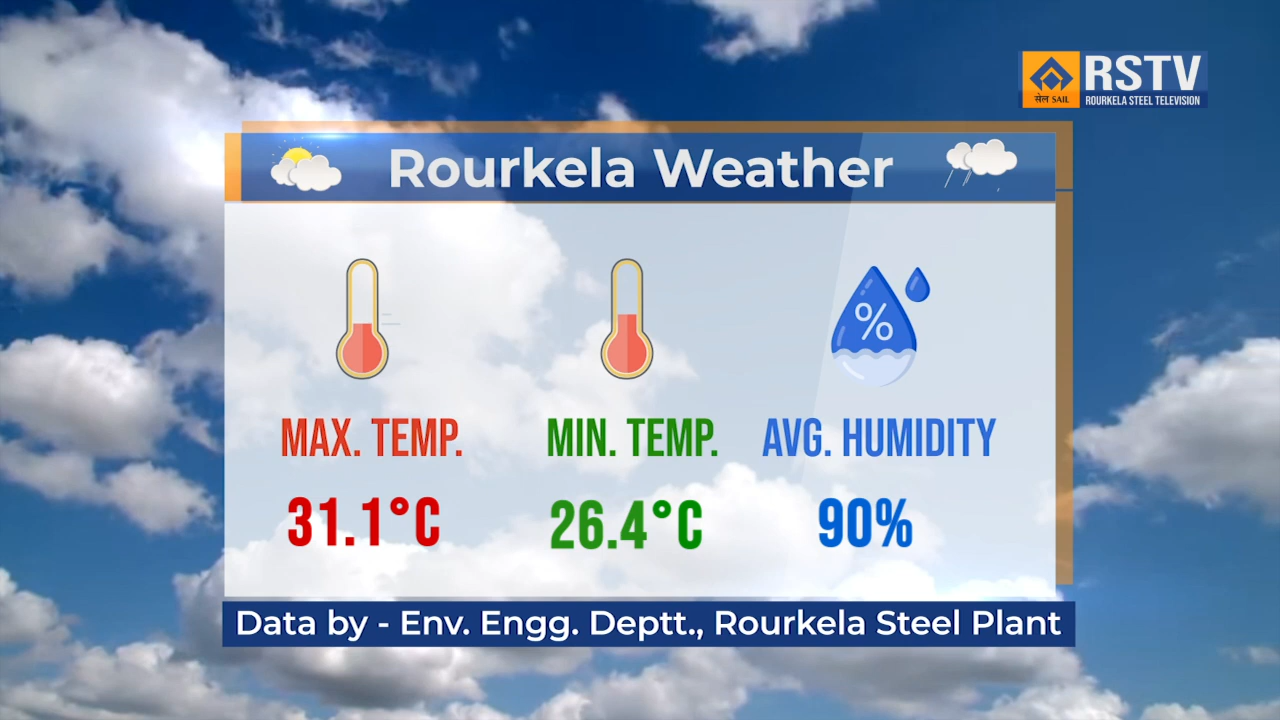 सेल SAIL
RSTV
ROURKELA STEEL TELEVISION
Rourkela Weather
%
MAX. TEMP.
MIN. TEMP.
AVG. HUMIDITY
31.1°C
26.4°C
90%
Data by - Env. Engg. Deptt., Rourkela Steel Plant